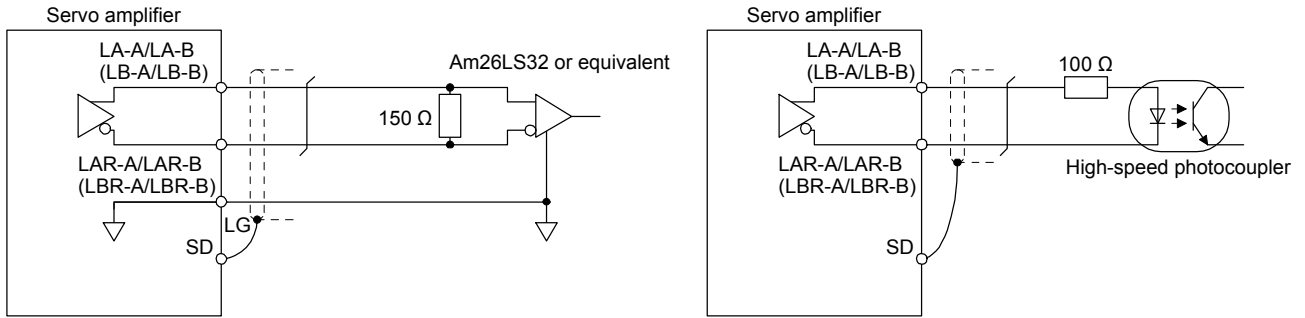 Servo amplifier
LA-A/LA-B
(LB-A/LB-B)
Am26LS32 or equivalent
150 Ω
LAR-A/LAR-B
(LBR-A/LBR-B)
LG
SD
Servo amplifier
LA-A/LA-B
(LB-A/LB-B)
100 Ω
LAR-A/LAR-B
(LBR-A/LBR-B)
High-speed photocoupler
SD